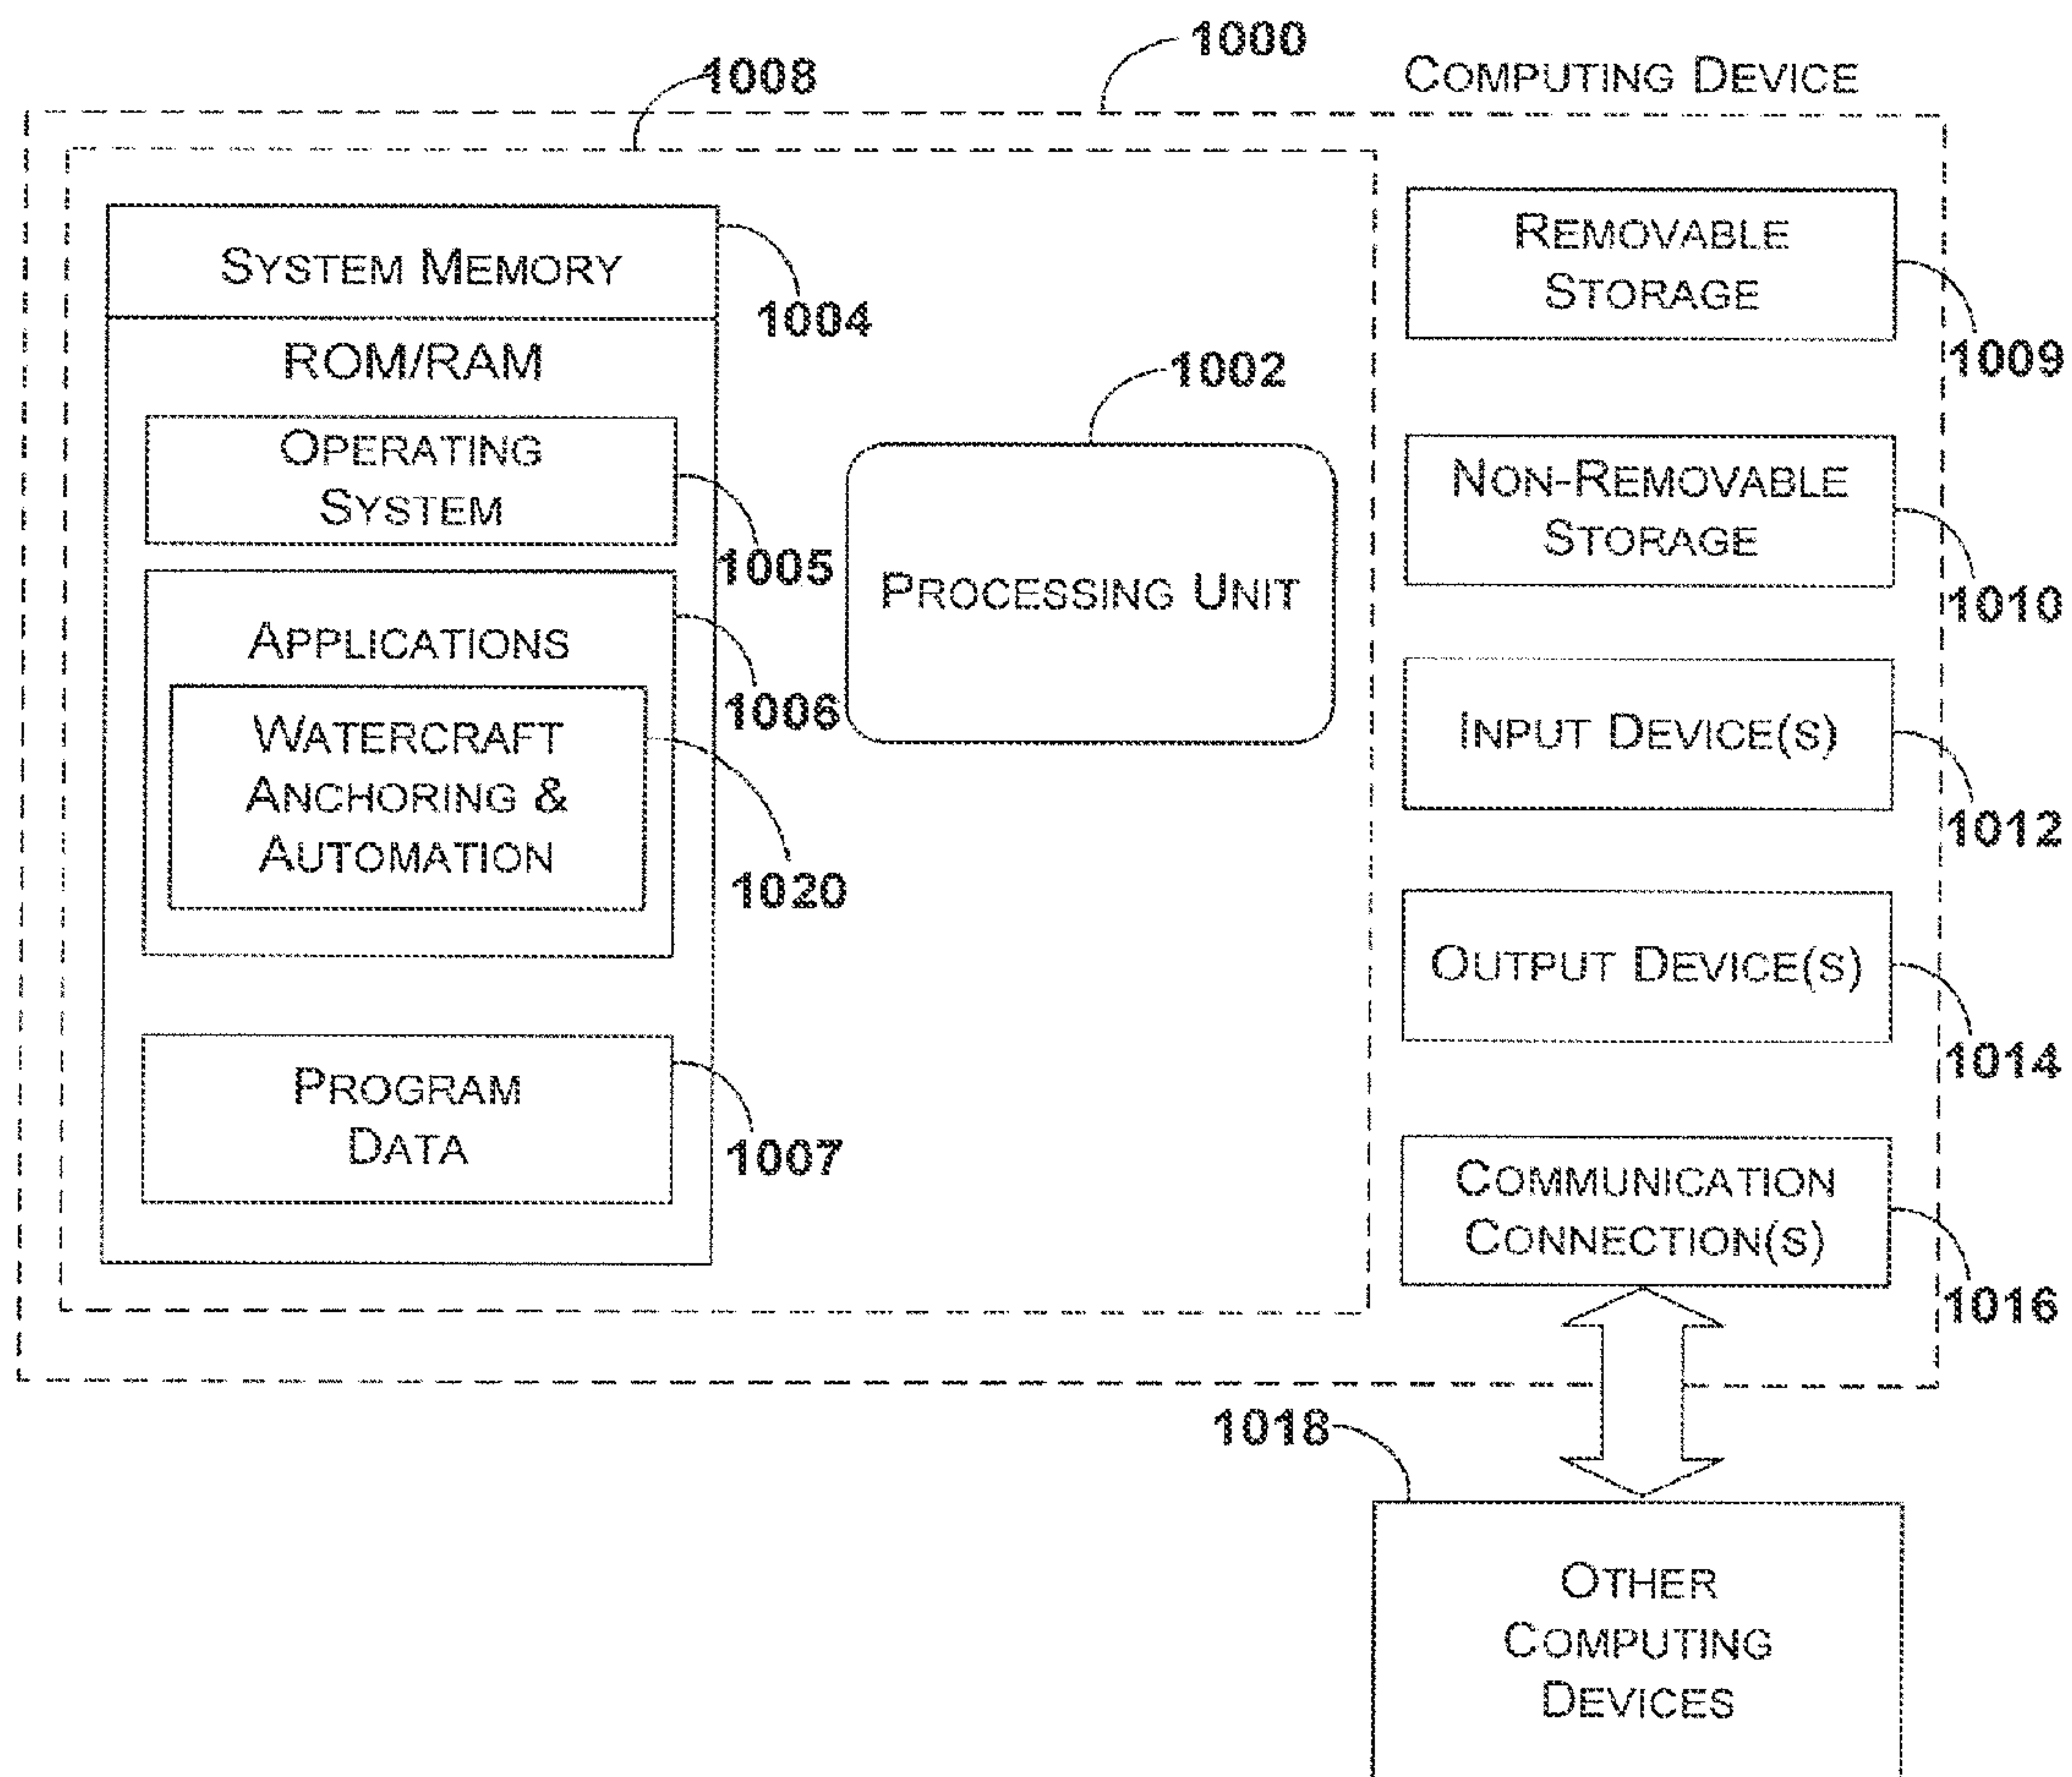 1000
1008
COMPUTING DEVICE
SYSTEM MEMORY
1004
ROM/RAM
OPERATING
SYSTEM
1005
APPLICATIONS
1006
WATERCRAFT
ANCHORING &
AUTOMATION
1020
PROGRAM
DATA
1007
1002
PROCESSING UNIT
REMOVABLE
STORAGE
1009
NON-REMOVABLE
STORAGE
1010
INPUT DEVICE(S)
1012
OUTPUT DEVICE(S)
1014
COMMUNICATION
CONNECTION(S)
1016
1018
OTHER
COMPUTING
DEVICES